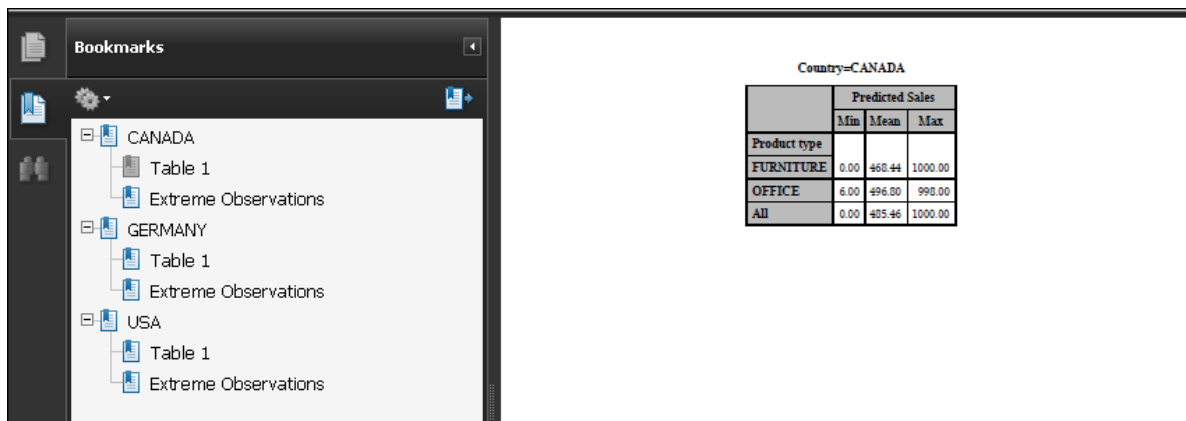 Bookmarks
CANADA
Table 1
Extreme Observations
GERMANY
Table 1
Extreme Observations
USA
Table 1
Extreme Observations
Country=CANADA
Predicted Sales
Min Mean Max
Product type
FURNITURE 0.00 468.44 1000.00
OFFICE 6.00 496.80 998.00
All 0.00 485.46 1000.00